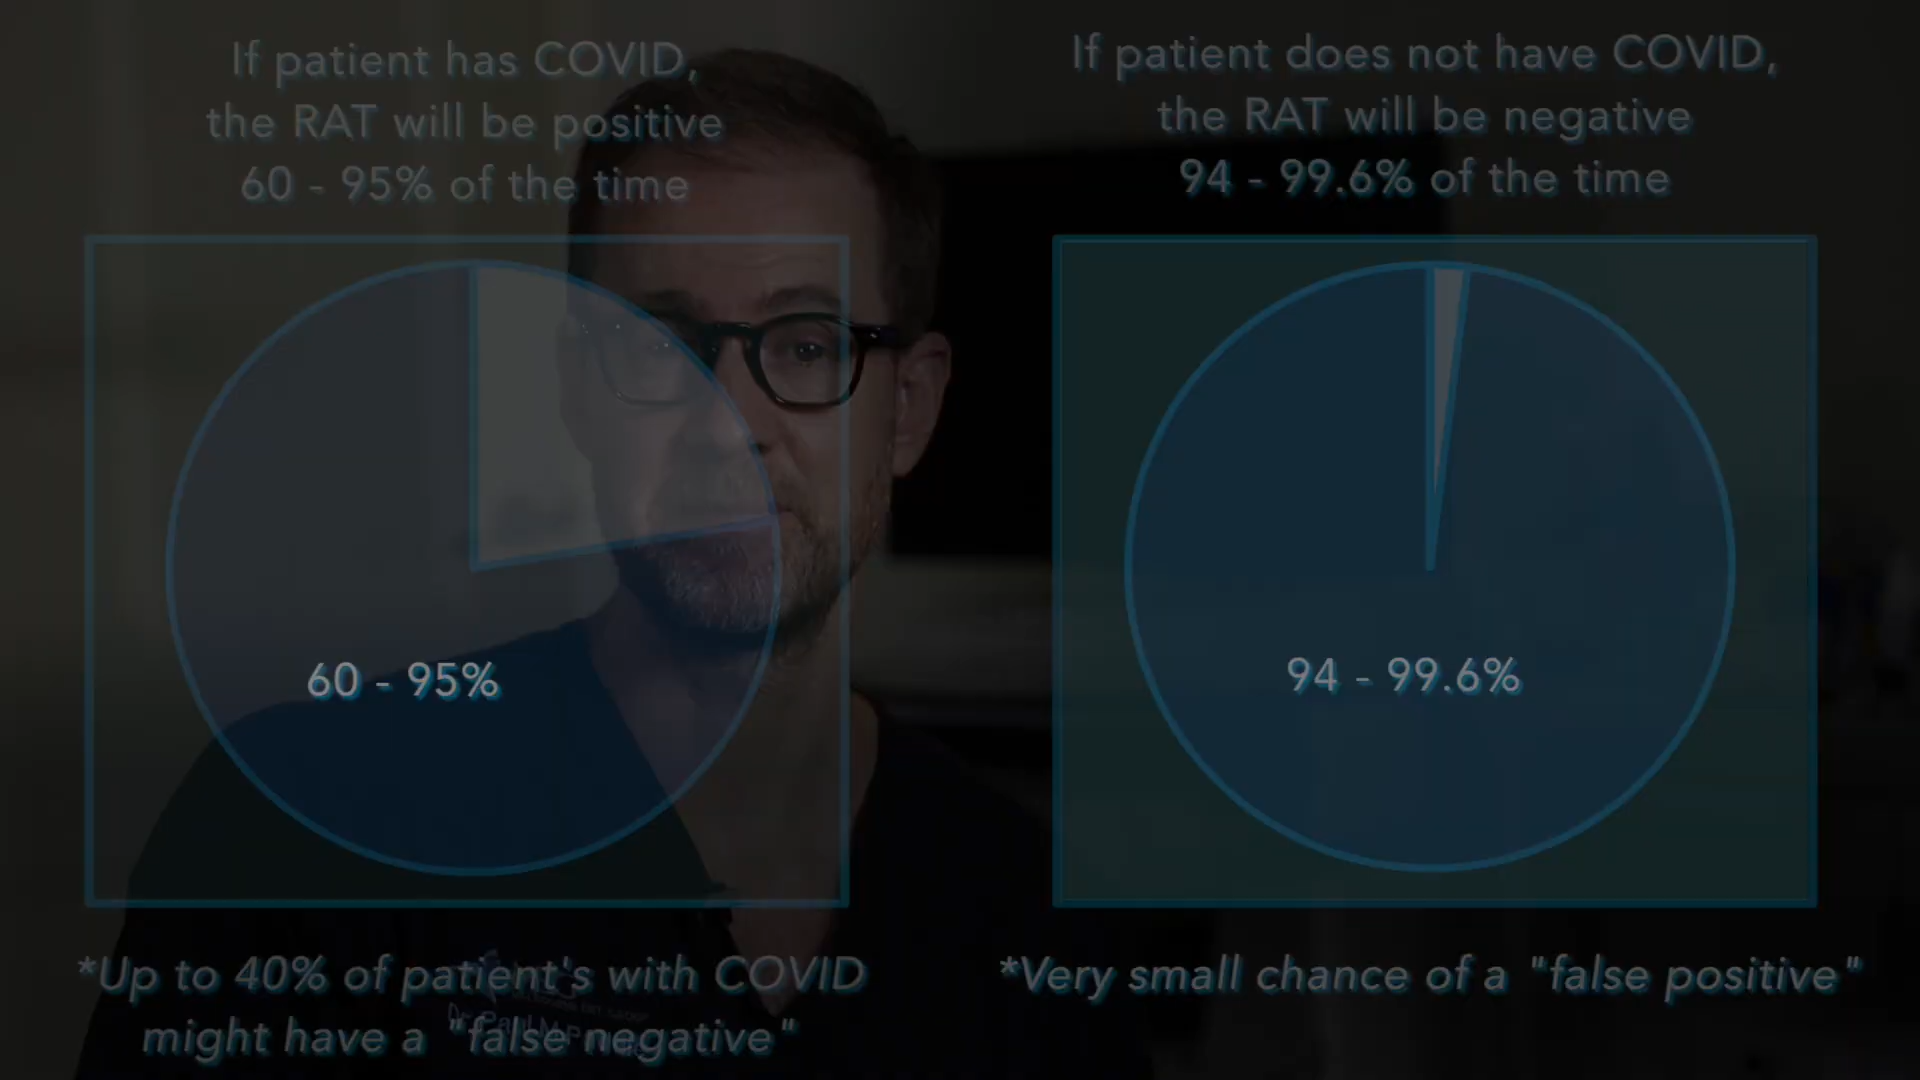 If patient has COVID,
the RAT will be positive
60 - 95% of the time
60 - 95%
*Up to 40% of patient's with COVID
might have a "false negative"
If patient does not have COVID,
the RAT will be negative
94 - 99.6% of the time
94 - 99.6%
*Very small chance of a "false positive"
Dr. Paul M